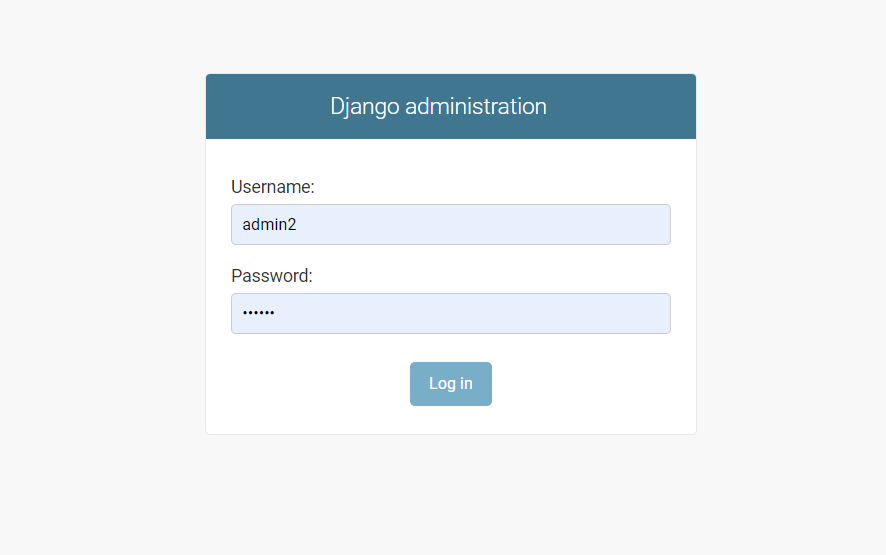 Django administration
Username:
admin2
Password:
••••••
Log in